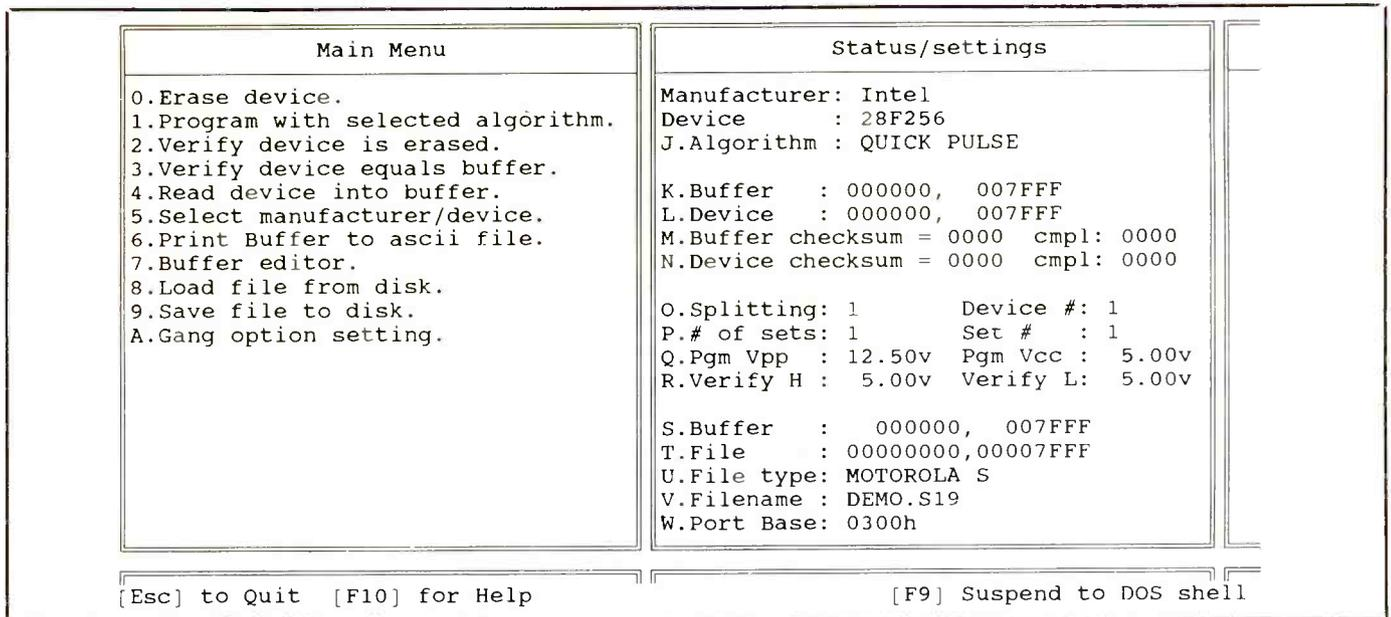 Main Menu
0.Erase device.
1.Program with selected algorithm.
2.Verify device is erased.
3.Verify device equals buffer.
4.Read device into buffer.
5.Select manufacturer/device.
6.Print Buffer to ascii file.
7.Buffer editor.
8.Load file from disk.
9.Save file to disk.
A.Gang option setting.
Status/settings
Manufacturer: Intel
Device : 28F256
J.Algorithm : QUICK PULSE
K.Buffer : 000000, 007FFF
L.Device : 000000, 007FFF
M.Buffer checksum = 0000 cmpl: 0000
N.Device checksum = 0000 cmpl: 0000
O.Splitting: 1 Device #: 1
P.# of sets: 1 Set # : 1
Q.Pgm Vpp : 12.50v Pgm Vcc : 5.00v
R.Verify H : 5.00v Verify L: 5.00v
S.Buffer : 000000, 007FFF
T.File : 00000000,00007FFF
U.File type: MOTOROLA S
V.Filename : DEMO.S19
W.Port Base: 0300h
[Esc] to Quit [F10] for Help
[F9] Suspend to DOS shell